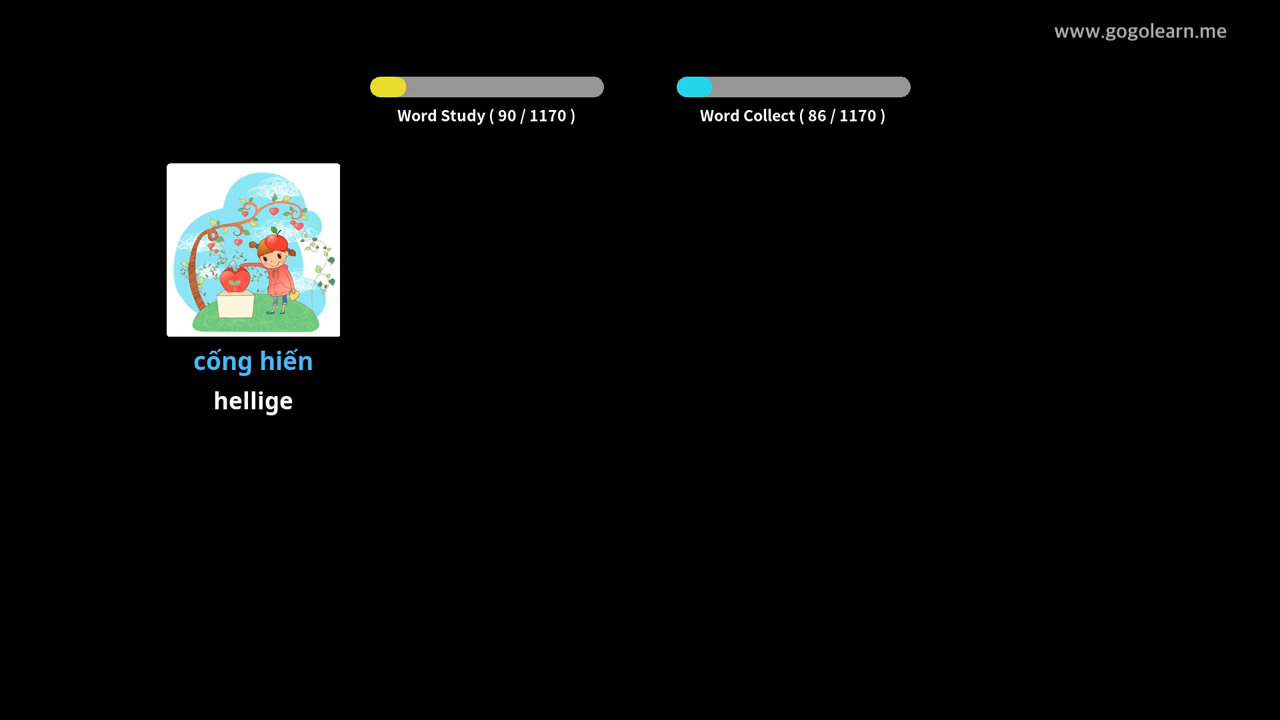 www.gogolearn.me
Word Study ( 90 / 1170 )
Word Collect ( 86 / 1170 )
cống hiến
hellige